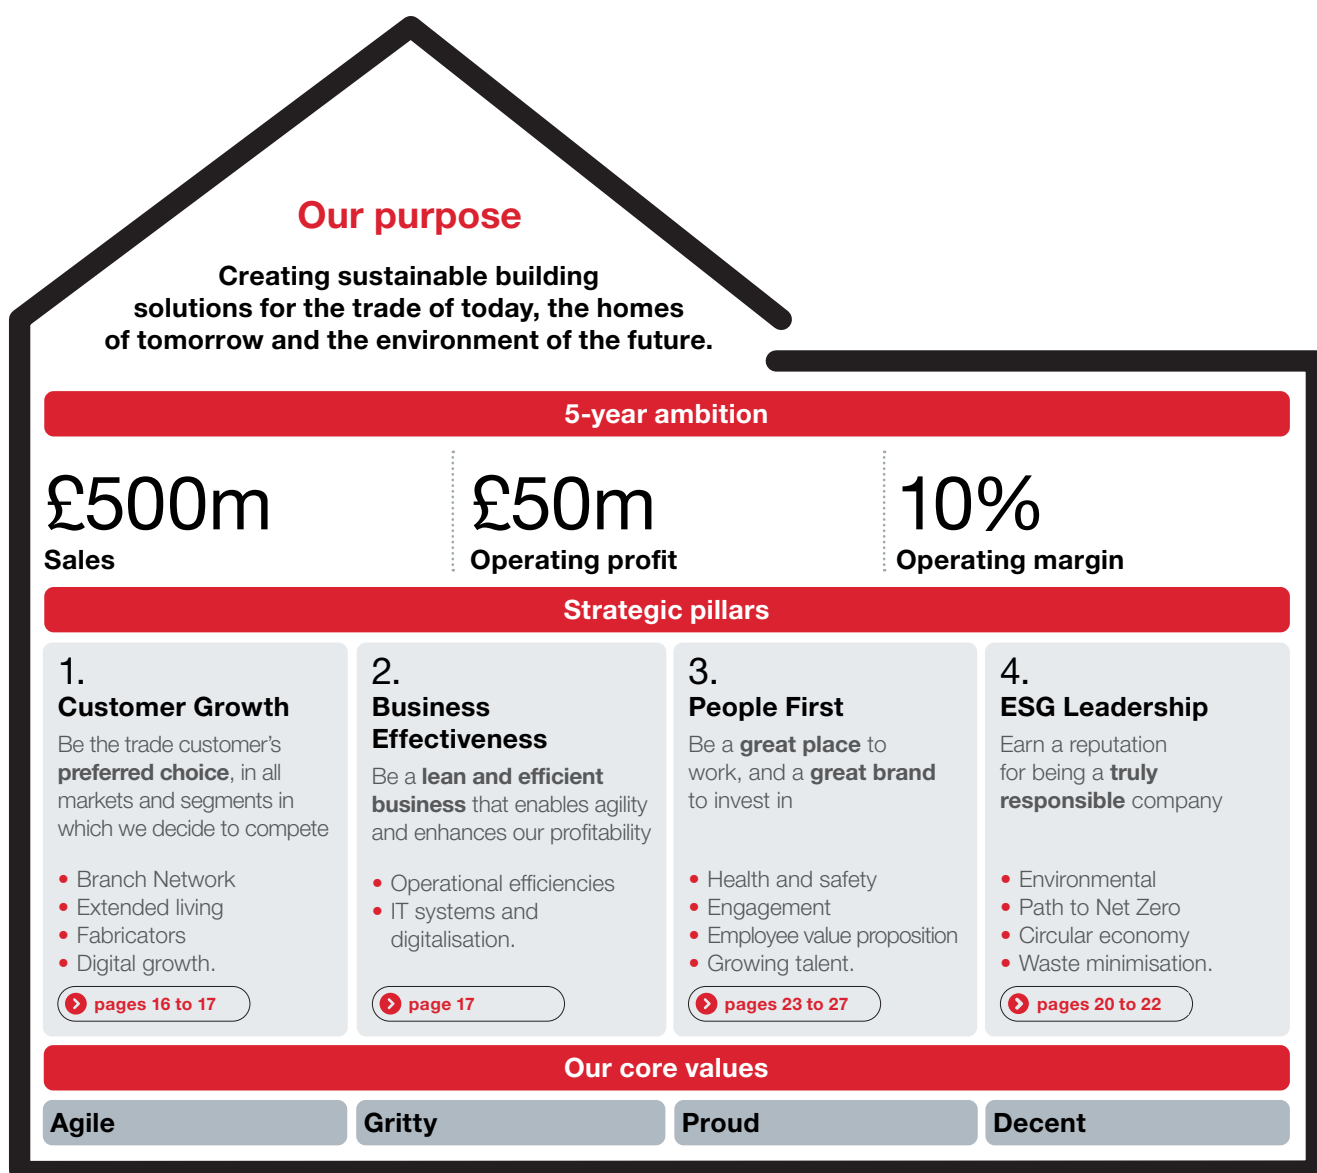 Our purpose
Creating sustainable building
solutions for the trade of today, the homes
of tomorrow and the environment of the future.
5-year ambition
£500m
Sales
£50m
Operating profit
10%
Operating margin
Strategic pillars
1.
Customer Growth
Be the trade customer’s
preferred choice, in all
markets and segments in
which we decide to compete
• Branch Network
• Extended living
• Fabricators
• Digital growth.
pages 16 to 17
2.
Business
Effectiveness
Be a lean and efficient
business that enables agility
and enhances our profitability
• Operational efficiencies
• IT systems and
digitalisation.
page 17
3.
People First
Be a great place to
work, and a great brand
to invest in
• Health and safety
• Engagement
• Employee value proposition
• Growing talent.
pages 23 to 27
4.
ESG Leadership
Earn a reputation
for being a truly
responsible company
• Environmental
• Path to Net Zero
• Circular economy
• Waste minimisation.
pages 20 to 22
Our core values
Agile
Gritty
Proud
Decent